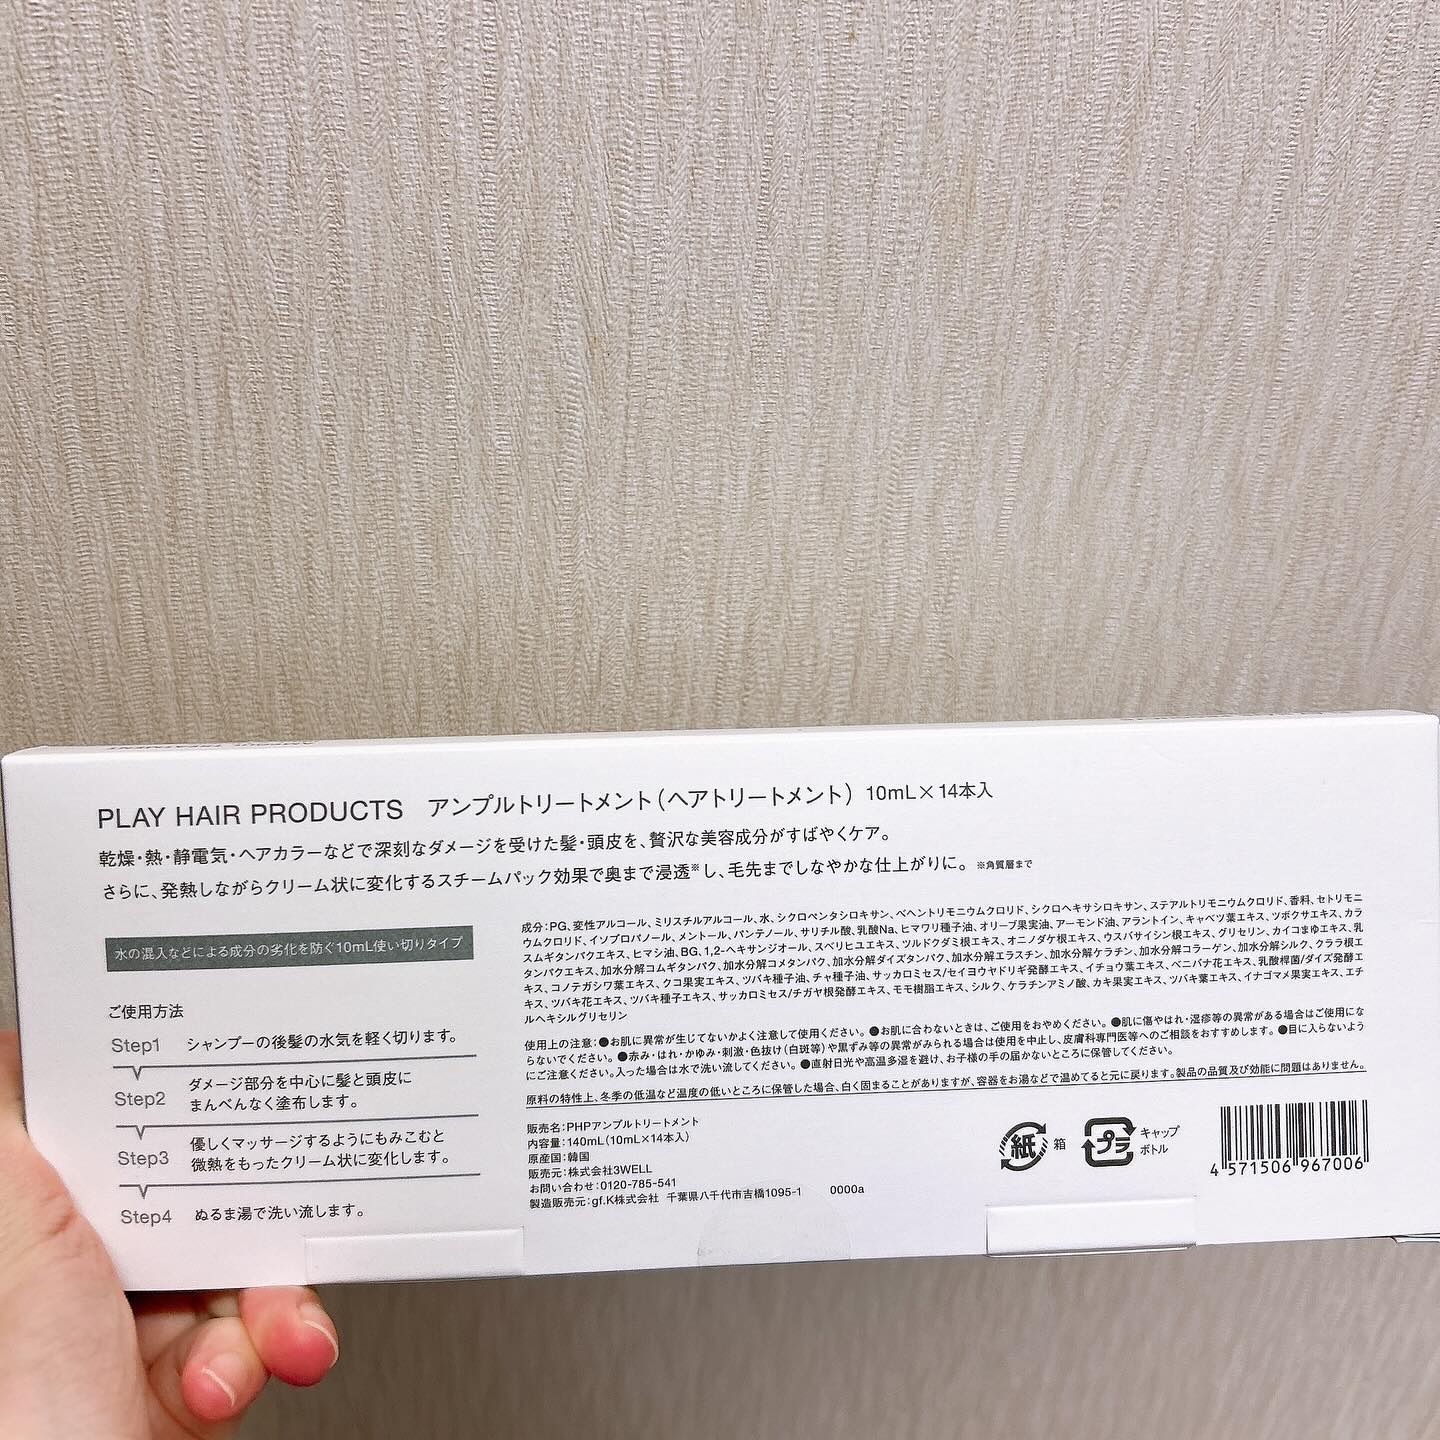 PLAY HAIR PRODUCTS アンプルトリートメント(ヘアトリートメント) 10mL×14本入
乾燥・熱・静電気・ヘアカラーなどで深刻なダメージを受けた髪・頭皮を、贅沢な美容成分がすばやくケア。
さらに、発熱しながらクリーム状に変化するスチームパック効果で奥まで浸透※し、毛先までしなやかな仕上がりに。 ※角質層まで
水の混入などによる成分の劣化を防ぐ10mL使い切りタイプ
ご使用方法
Step1 シャンプーの後髪の水気を軽く切ります。
Step2 ダメージ部分を中心に髪と頭皮に
まんべんなく塗布します。
Step3 優しくマッサージするようにもみこむと
微熱をもったクリーム状に変化します。
Step4 ぬるま湯で洗い流します。
成分:PG、変性アルコール、ミリスチルアルコール、水、シクロペンタシロキサン、ベヘントリモニウムクロリド、シクロヘキサシロキサン、ステアルトリモニウムクロリド、香料、セトリモニ
ウムクロリド、イソプロパノール、メントール、パンテノール、サリチル酸、乳酸Na、ヒマワリ種子油、オリーブ果実油、アーモンド油、アラントイン、キャベツ葉エキス、ツボクサエキス、カラ
スムギタンパクエキス、ヒマシ油、BG、1,2-ヘキサンジオール、スベリヒユエキス、ツルドクダミ根エキス、オニノダケ根エキス、ウスバサイシン根エキス、グリセリン、カイコまゆエキス、乳
タンパクエキス、加水分解コムギタンパク、加水分解コメタンパク、加水分解ダイズタンパク、加水分解エラスチン、加水分解ケラチン、加水分解コラーゲン、加水分解シルク、クララ根エ
キス、コノテガシワ葉エキス、クコ果実エキス、ツバキ種子油、チャ種子油、サッカロミセス/セイヨウヤドリギ発酵エキス、イチョウ葉エキス、ベニバナ花エキス、乳酸桿菌/ダイズ発酵エ
キス、ツバキ花エキス、ツバキ種子エキス、サッカロミセス/チガヤ根発酵エキス、モモ樹脂エキス、シルク、ケラチンアミノ酸、カキ果実エキス、ツバキ葉エキス、イナゴマメ果実エキス、エチ
ルヘキシルグリセリン
使用上の注意:●お肌に異常が生じてないかよく注意して使用ください。●お肌に合わないときは、ご使用をおやめください。●肌に傷やはれ・湿疹等の異常がある場合はご使用にな
らないでください。●赤み・はれ・かゆみ・刺激・色抜け(白斑等)や黒ずみ等の異常がみられる場合は使用を中止し、皮膚科専門医等へのご相談をおすすめします。●目に入らないよう
にご注意ください。入った場合は水で洗い流してください。●直射日光や高温多湿を避け、お子様の手の届かないところに保管してください。
原料の特性上、冬季の低温など温度の低いところに保管した場合、白く固まることがありますが、容器をお湯などで温めてると元に戻ります。製品の品質及び効能に問題はありません。
販売名:PHPアンプルトリートメント
内容量:140mL(10mL×14本入)
原産国:韓国
販売元:株式会社3WELL
お問い合わせ:0120-785-541
製造販売元:gf.K株式会社 千葉県八千代市吉橋1095-1 0000a
紙 箱
プラ キャップ
ボトル
4 571506 967006